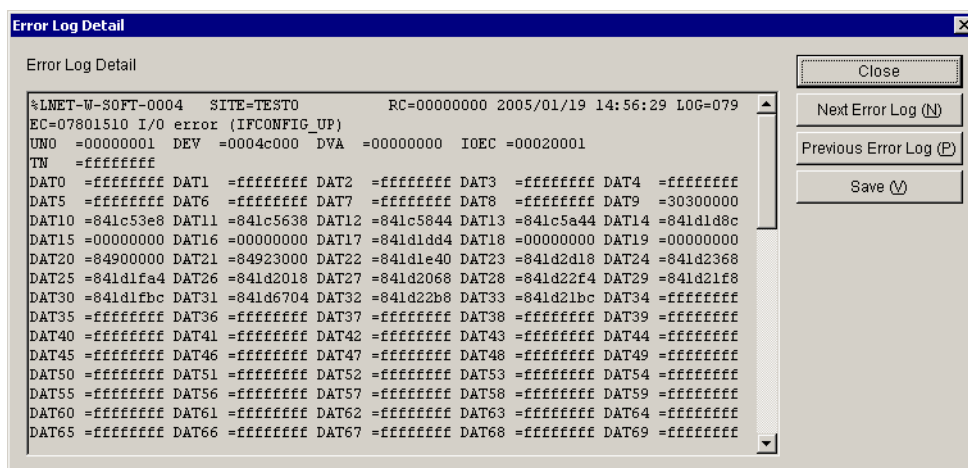 Error Log Detail
Error Log Detail
%LNET-W-SOFT-0004 SITE=TEST0 RC=00000000 2005/01/19 14:56:29 LOG=079
EC=07801510 I/O error (IFCONFIG_UP)
UNO =00000001 DEV =0004c000 DVA =00000000 IOEC =00020001
TN =ffffffff
DAT0 =ffffffff DAT1 =ffffffff DAT2 =ffffffff DAT3 =ffffffff DAT4 =ffffffff
DAT5 =ffffffff DAT6 =ffffffff DAT7 =ffffffff DAT8 =ffffffff DAT9 =30300000
DAT10 =841c53e8 DAT11 =841c5638 DAT12 =841c5844 DAT13 =841c5a44 DAT14 =841d1d8c
DAT15 =00000000 DAT16 =00000000 DAT17 =841d1dd4 DAT18 =00000000 DAT19 =00000000
DAT20 =84900000 DAT21 =84923000 DAT22 =841d1e40 DAT23 =841d2d18 DAT24 =841d2368
DAT25 =841d1fa4 DAT26 =841d2018 DAT27 =841d2068 DAT28 =841d22f4 DAT29 =841d21f8
DAT30 =841d1fbc DAT31 =841d6704 DAT32 =841d22b8 DAT33 =841d21bc DAT34 =ffffffff
DAT35 =ffffffff DAT36 =ffffffff DAT37 =ffffffff DAT38 =ffffffff DAT39 =ffffffff
DAT40 =ffffffff DAT41 =ffffffff DAT42 =ffffffff DAT43 =ffffffff DAT44 =ffffffff
DAT45 =ffffffff DAT46 =ffffffff DAT47 =ffffffff DAT48 =ffffffff DAT49 =ffffffff
DAT50 =ffffffff DAT51 =ffffffff DAT52 =ffffffff DAT53 =ffffffff DAT54 =ffffffff
DAT55 =ffffffff DAT56 =ffffffff DAT57 =ffffffff DAT58 =ffffffff DAT59 =ffffffff
DAT60 =ffffffff DAT61 =ffffffff DAT62 =ffffffff DAT63 =ffffffff DAT64 =ffffffff
DAT65 =ffffffff DAT66 =ffffffff DAT67 =ffffffff DAT68 =ffffffff DAT69 =ffffffff
Close
Next Error Log (N)
Previous Error Log (P)
Save (V)